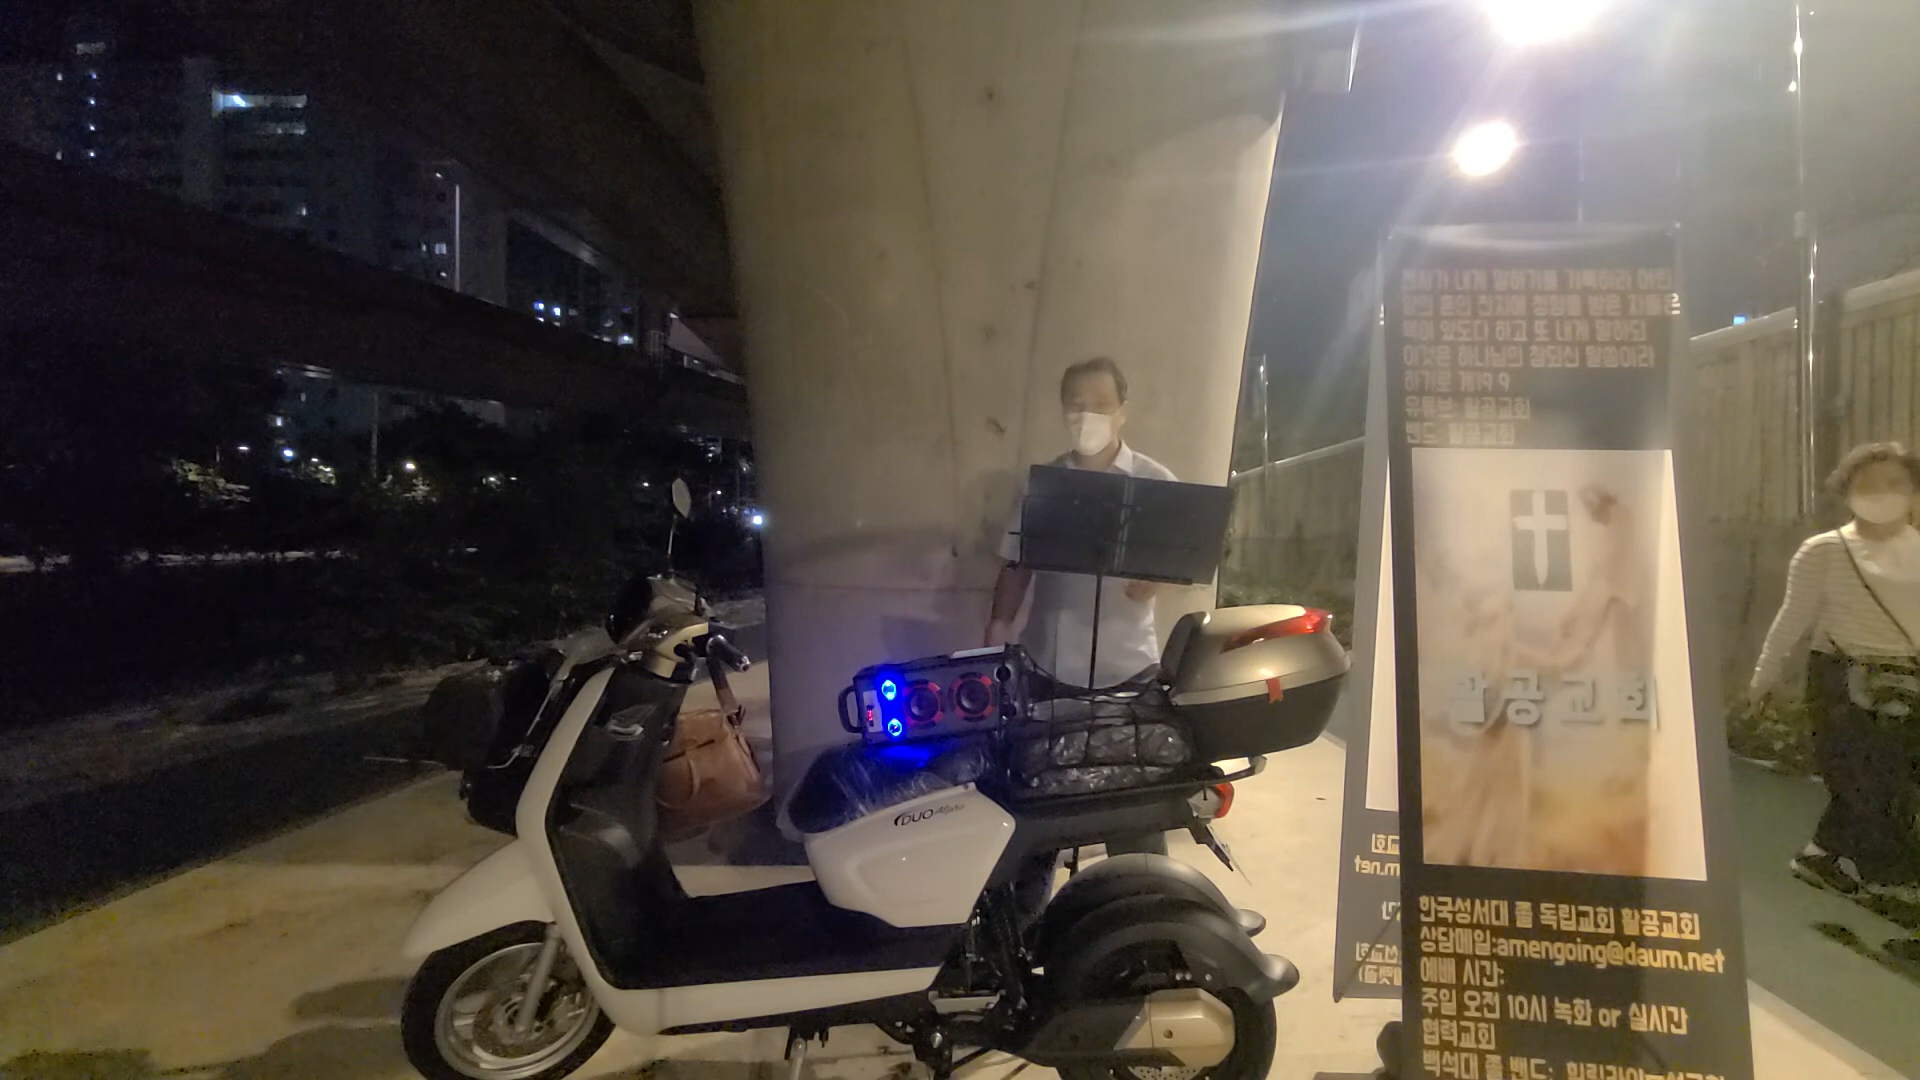 천사가 내게 말하기를 기록하라 어린
양의 혼인 잔치에 청함을 받은 자들은
복이 있도다 하고 또 내게 말하되
이것은 하나님의 참되신 말씀이라
하기로 계19 9
유튜브: 활공교회
밴드: 활공교회
활공교회
한국성서대 졸 독립교회 활공교회
상담메일:amengoing@daum.net
예배 시간:
주일 오전 10시 녹화 or 실시간
협력교회
백석대 졸 밴드:
DUO